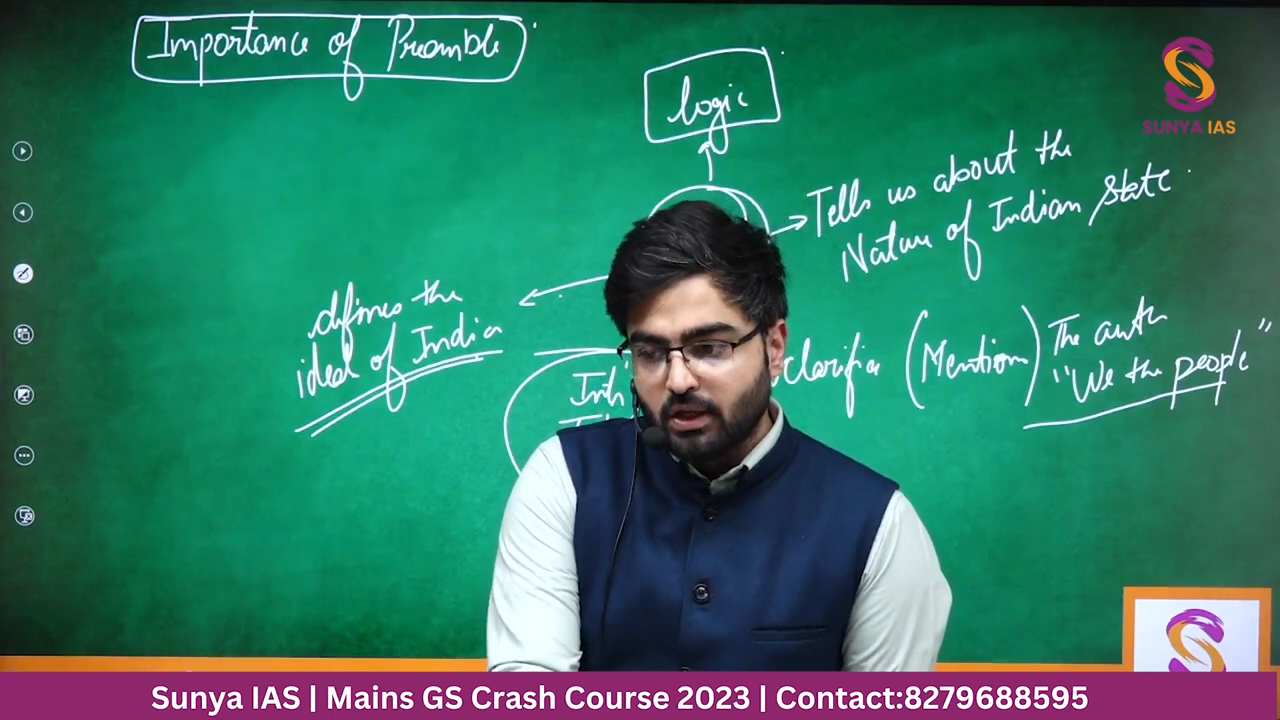 Importance of Preamble
logic
SUNYA IAS
Tells us about the
Nature of Indian State
defines the
ideal of India
(Mention)
The auth
"We the people"
Sunya IAS | Mains GS Crash Course 2023 | Contact:8279688595